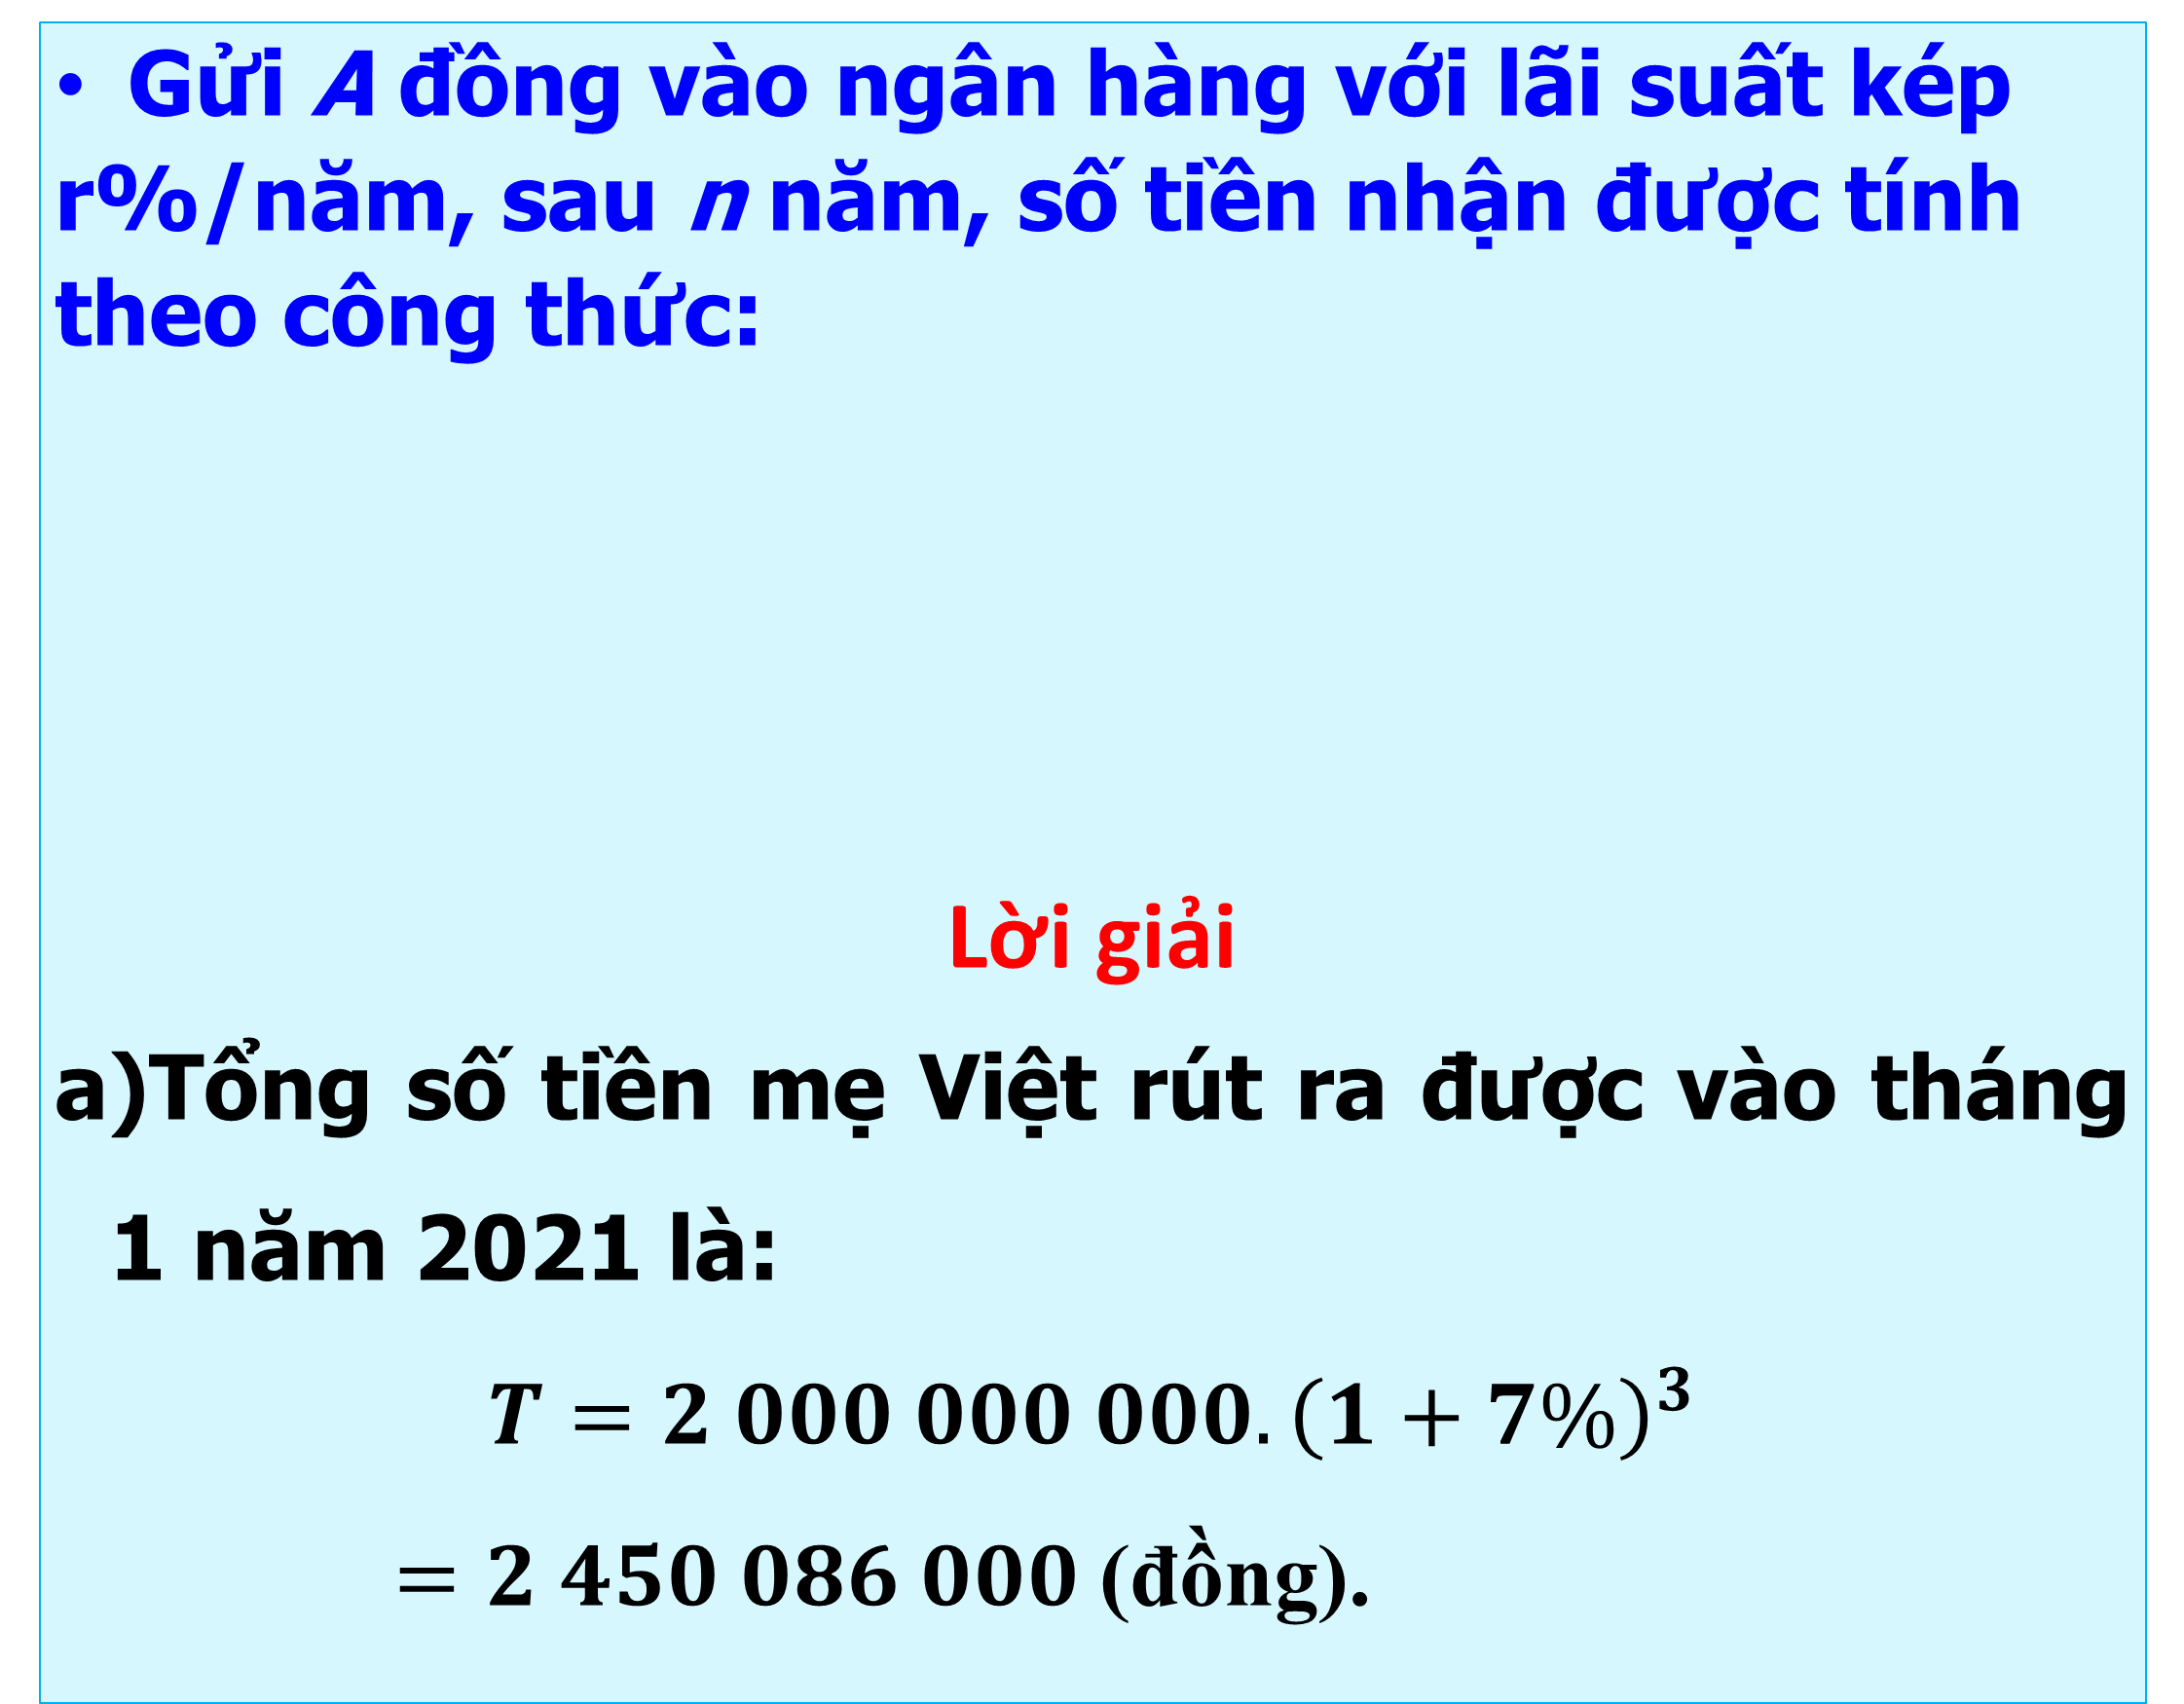 • Gửi A đồng vào ngân hàng với lãi suất kép
r%/năm, sau n năm, số tiền nhận được tính
theo công thức:
Lời giải
a)Tổng số tiền mẹ Việt rút ra được vào tháng
1 năm 2021 là:
T = 2 000 000 000. (1 + 7%)³
= 2 450 086 000 (đồng).